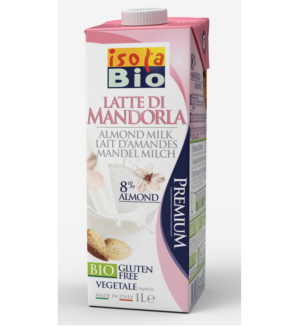 isola
Bio
LATTE DI
MANDORLA
ALMOND MILK
LAIT D'AMANDES
MANDEL MILCH
8%
ALMOND
PREMIUM
BIO GLUTEN
FREE
VEGETALE
MADE IN ITALY 1L e